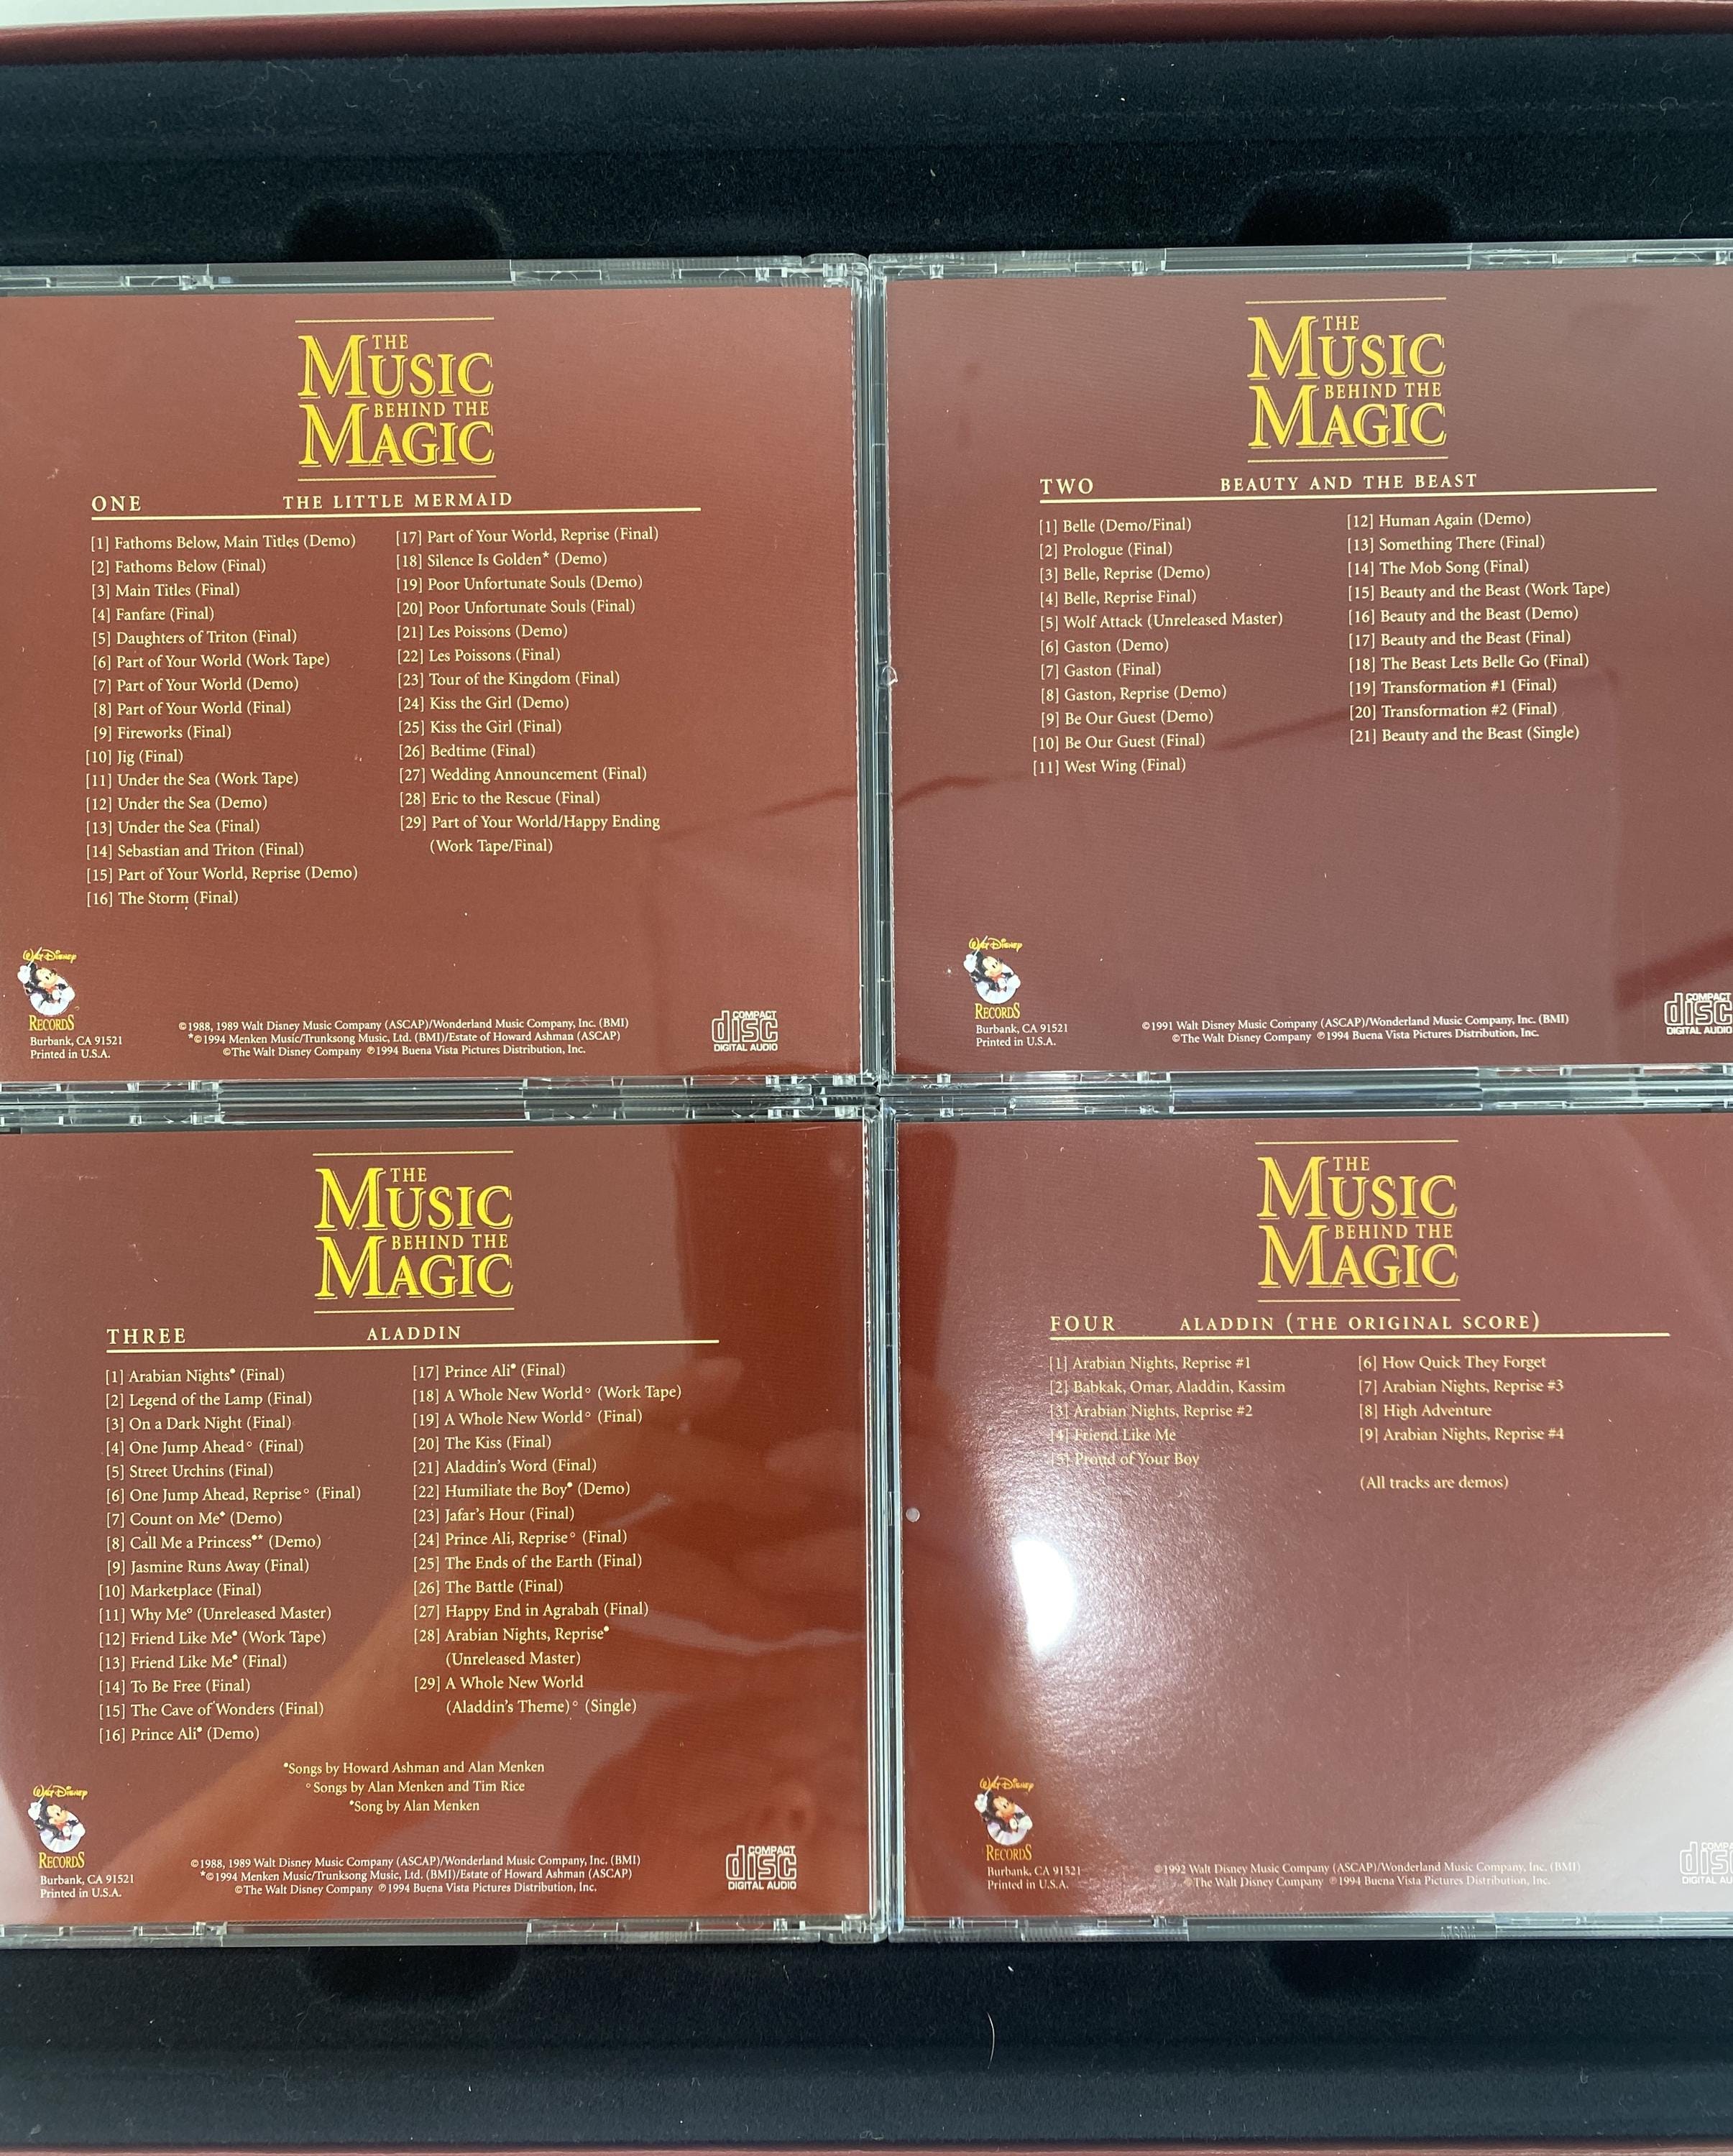 THE
MUSIC
BEHIND THE
MAGIC
ONE THE LITTLE MERMAID
[1] Fathoms Below, Main Titles (Demo)
[2] Fathoms Below (Final)
[3] Main Titles (Final)
[4] Fanfare (Final)
[5] Daughters of Triton (Final)
[6] Part of Your World (Work Tape)
[7] Part of Your World (Demo)
[8] Part of Your World (Final)
[9] Fireworks (Final)
[10] Jig (Final)
[11] Under the Sea (Work Tape)
[12] Under the Sea (Demo)
[13] Under the Sea (Final)
[14] Sebastian and Triton (Final)
[15] Part of Your World, Reprise (Demo)
[16] The Storm (Final)
[17] Part of Your World, Reprise (Final)
[18] Silence Is Golden* (Demo)
[19] Poor Unfortunate Souls (Demo)
[20] Poor Unfortunate Souls (Final)
[21] Les Poissons (Demo)
[22] Les Poissons (Final)
[23] Tour of the Kingdom (Final)
[24] Kiss the Girl (Demo)
[25] Kiss the Girl (Final)
[26] Bedtime (Final)
[27] Wedding Announcement (Final)
[28] Eric to the Rescue (Final)
[29] Part of Your World/Happy Ending
(Work Tape/Final)
Walt Disney
RECORDS
Burbank, CA 91521
Printed in U.S.A.
©1988, 1989 Walt Disney Music Company (ASCAP)/Wonderland Music Company, Inc. (BMI)
*©1994 Menken Music/Trunksong Music, Ltd. (BMI)/Estate of Howard Ashman (ASCAP)
©The Walt Disney Company ℗1994 Buena Vista Pictures Distribution, Inc.
COMPACT
disc
DIGITAL AUDIO
THE
MUSIC
BEHIND THE
MAGIC
TWO BEAUTY AND THE BEAST
[1] Belle (Demo/Final)
[2] Prologue (Final)
[3] Belle, Reprise (Demo)
[4] Belle, Reprise Final)
[5] Wolf Attack (Unreleased Master)
[6] Gaston (Demo)
[7] Gaston (Final)
[8] Gaston, Reprise (Demo)
[9] Be Our Guest (Demo)
[10] Be Our Guest (Final)
[11] West Wing (Final)
[12] Human Again (Demo)
[13] Something There (Final)
[14] The Mob Song (Final)
[15] Beauty and the Beast (Work Tape)
[16] Beauty and the Beast (Demo)
[17] Beauty and the Beast (Final)
[18] The Beast Lets Belle Go (Final)
[19] Transformation #1 (Final)
[20] Transformation #2 (Final)
[21] Beauty and the Beast (Single)
Walt Disney
RECORDS
Burbank, CA 91521
Printed in U.S.A.
©1991 Walt Disney Music Company (ASCAP)/Wonderland Music Company, Inc. (BMI)
©The Walt Disney Company ℗1994 Buena Vista Pictures Distribution, Inc.
COMPACT
disc
DIGITAL AUDIO
THE
MUSIC
BEHIND THE
MAGIC
THREE ALADDIN
[1] Arabian Nights• (Final)
[2] Legend of the Lamp (Final)
[3] On a Dark Night (Final)
[4] One Jump Ahead° (Final)
[5] Street Urchins (Final)
[6] One Jump Ahead, Reprise° (Final)
[7] Count on Me* (Demo)
[8] Call Me a Princess•* (Demo)
[9] Jasmine Runs Away (Final)
[10] Marketplace (Final)
[11] Why Me° (Unreleased Master)
[12] Friend Like Me• (Work Tape)
[13] Friend Like Me• (Final)
[14] To Be Free (Final)
[15] The Cave of Wonders (Final)
[16] Prince Ali• (Demo)
[17] Prince Ali• (Final)
[18] A Whole New World° (Work Tape)
[19] A Whole New World° (Final)
[20] The Kiss (Final)
[21] Aladdin's Word (Final)
[22] Humiliate the Boy• (Demo)
[23] Jafar's Hour (Final)
[24] Prince Ali, Reprise° (Final)
[25] The Ends of the Earth (Final)
[26] The Battle (Final)
[27] Happy End in Agrabah (Final)
[28] Arabian Nights, Reprise•
(Unreleased Master)
[29] A Whole New World
(Aladdin's Theme)° (Single)
•Songs by Howard Ashman and Alan Menken
°Songs by Alan Menken and Tim Rice
*Song by Alan Menken
Walt Disney
RECORDS
Burbank, CA 91521
Printed in U.S.A.
©1988, 1989 Walt Disney Music Company (ASCAP)/Wonderland Music Company, Inc. (BMI)
*©1994 Menken Music/Trunksong Music, Ltd. (BMI)/Estate of Howard Ashman (ASCAP)
©The Walt Disney Company ℗1994 Buena Vista Pictures Distribution, Inc.
COMPACT
disc
DIGITAL AUDIO
THE
MUSIC
BEHIND THE
MAGIC
FOUR ALADDIN (THE ORIGINAL SCORE)
[1] Arabian Nights, Reprise #1
[2] Babkak, Omar, Aladdin, Kassim
[3] Arabian Nights, Reprise #2
[4] Friend Like Me
[5] Proud of Your Boy
[6] How Quick They Forget
[7] Arabian Nights, Reprise #3
[8] High Adventure
[9] Arabian Nights, Reprise #4
(All tracks are demos)
Walt Disney
RECORDS
Burbank, CA 91521
Printed in U.S.A.
©1992 Walt Disney Music Company (ASCAP)/Wonderland Music Company, Inc. (BMI)
©The Walt Disney Company ℗1994 Buena Vista Pictures Distribution, Inc.
COMPA
disc
DIGITAL AU